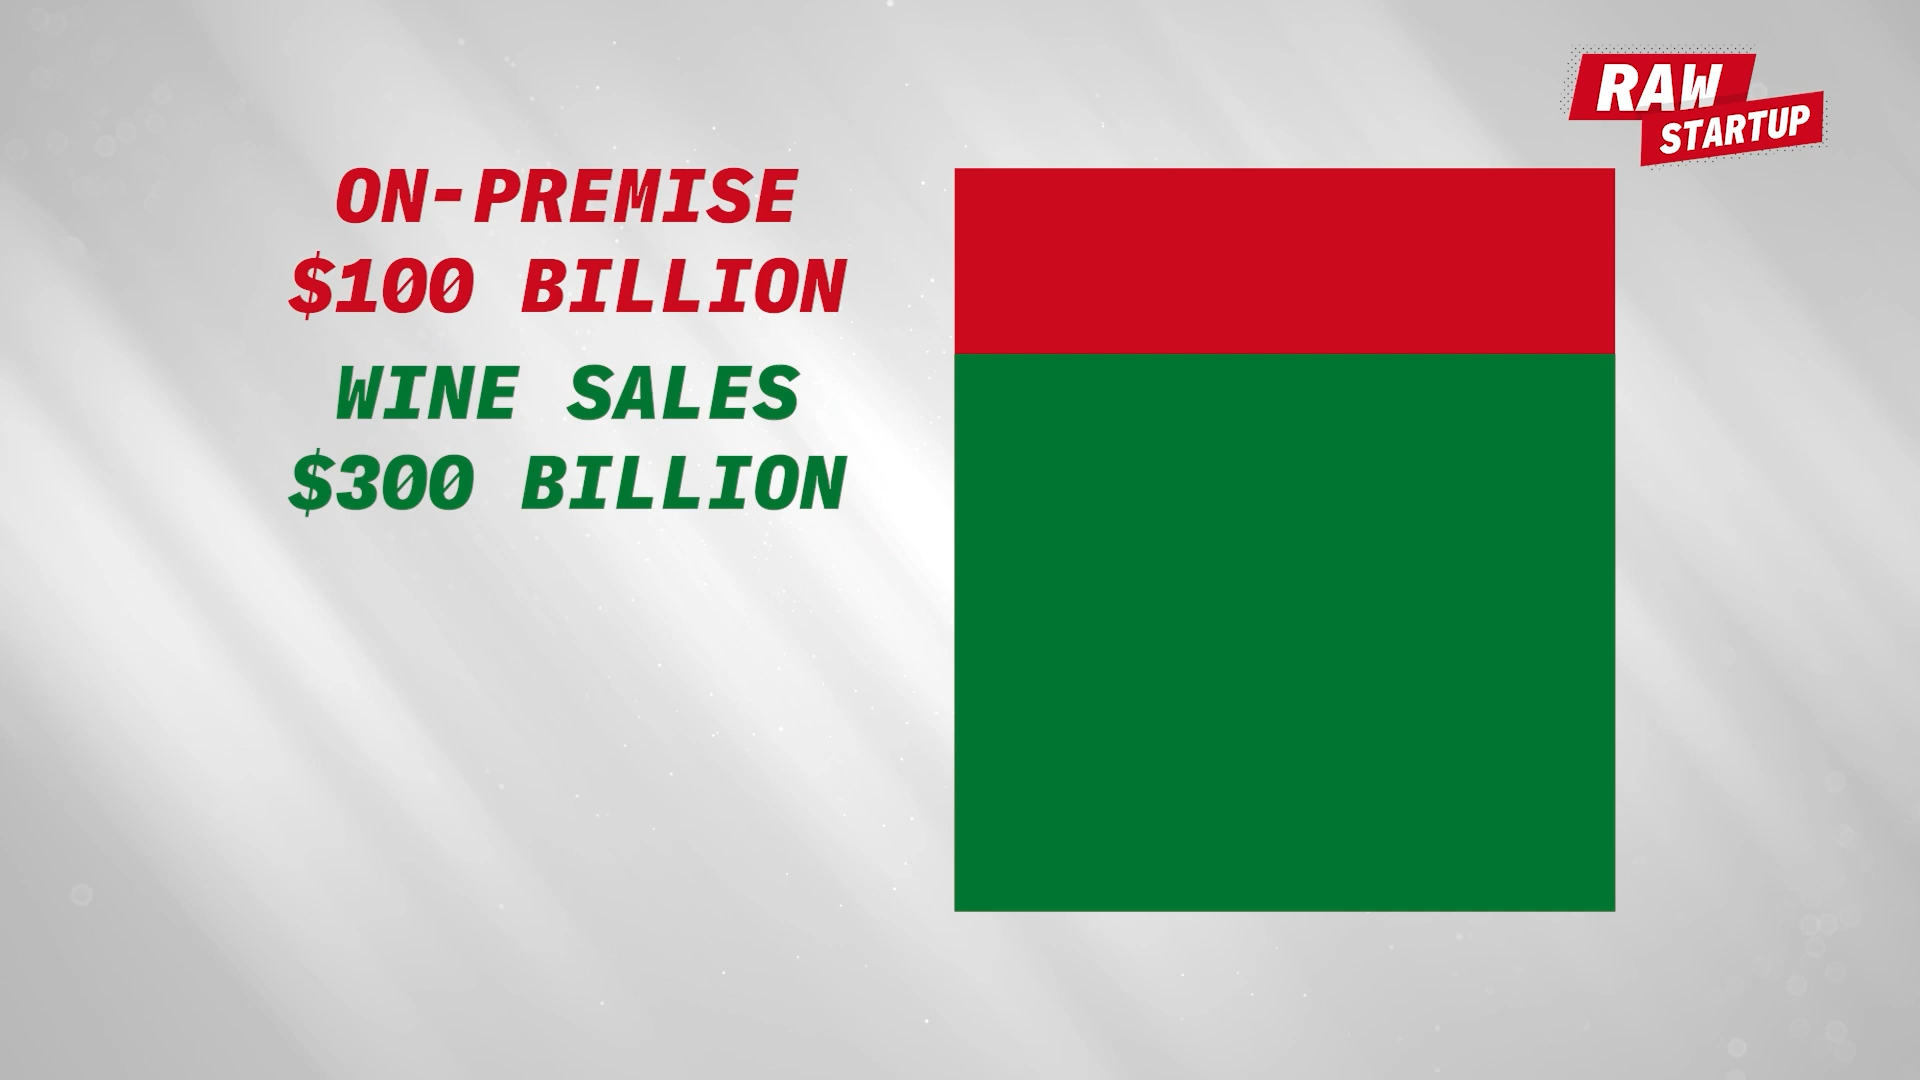 RAW
STARTUP
ON-PREMISE
$100 BILLION
WINE SALES
$300 BILLION